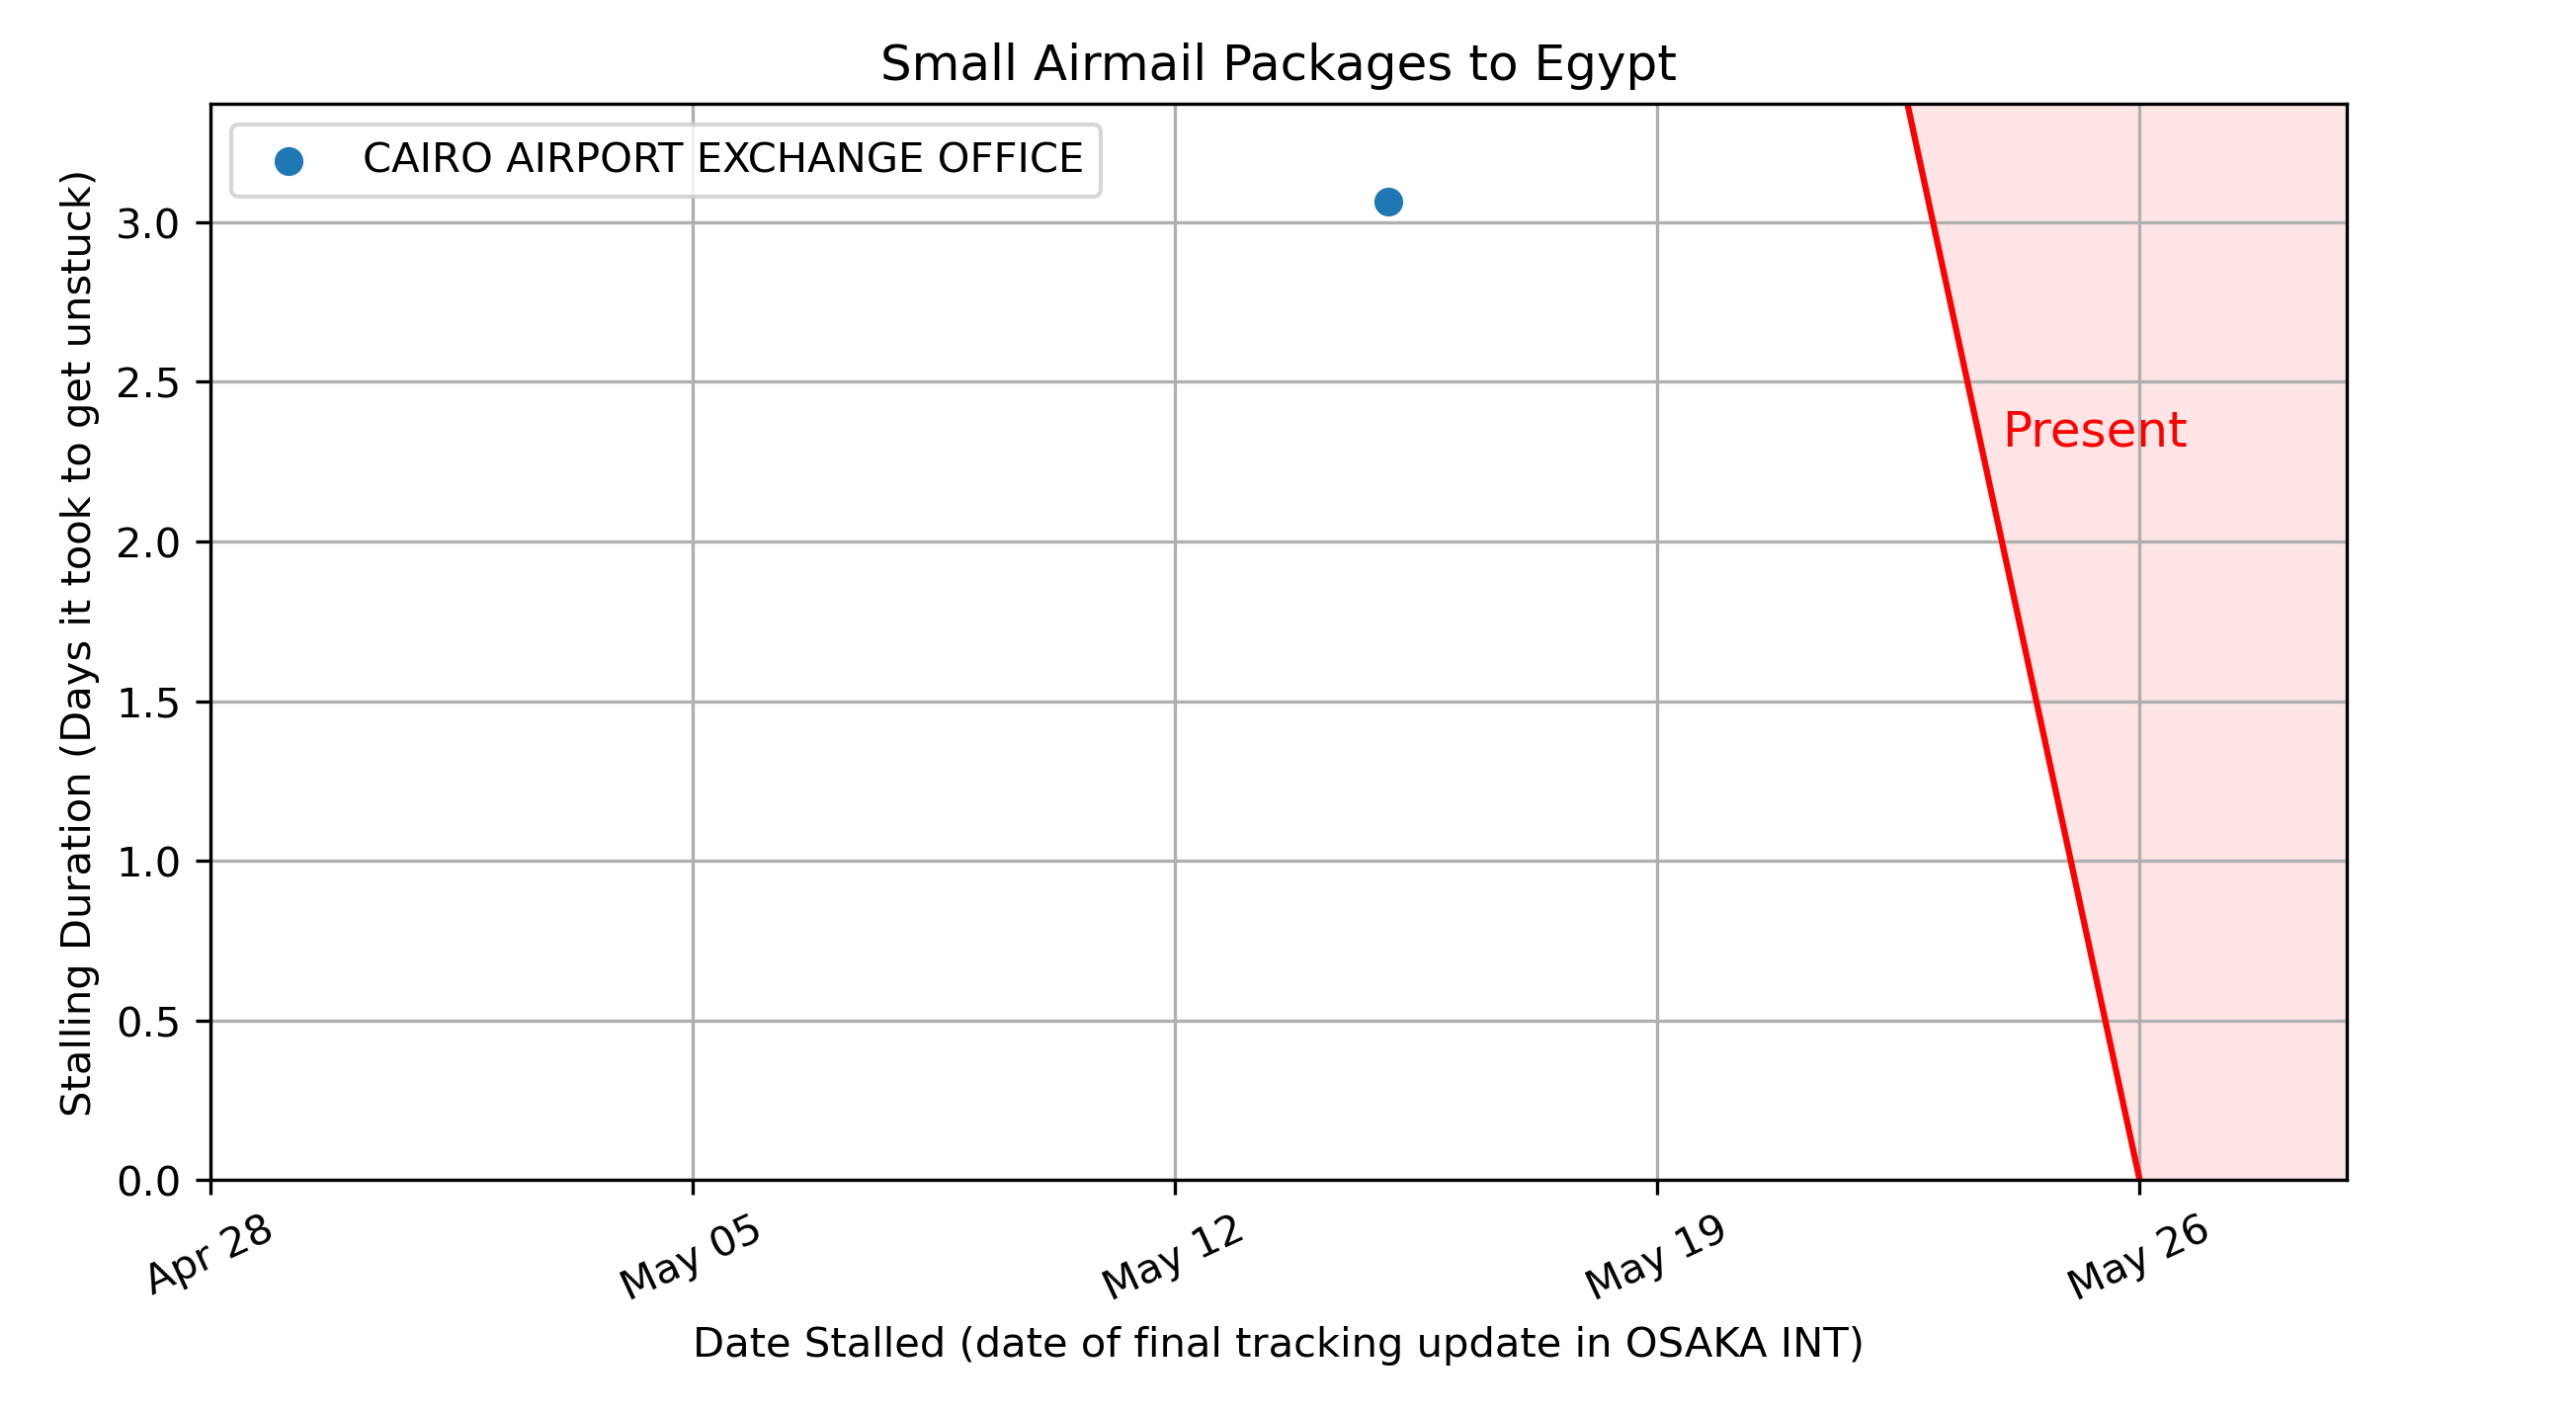 Small Airmail Packages to Egypt
CAIRO AIRPORT EXCHANGE OFFICE
Stalling Duration (Days it took to get unstuck)
3.0
2.5
2.0
1.5
1.0
0.5
0.0
Present
Apr 28
May 05
May 12
May 19
May 26
Date Stalled (date of final tracking update in OSAKA INT)